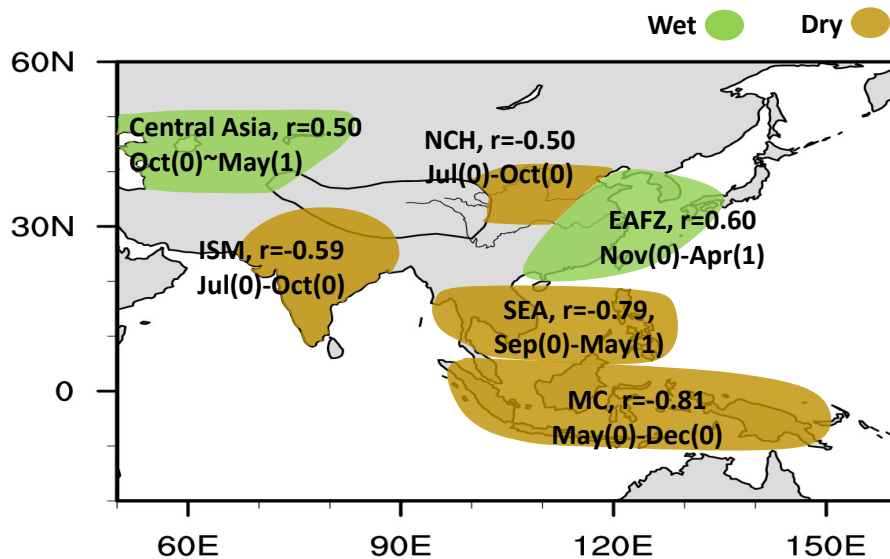 Wet
Dry
60N
30N
0
60E
90E
120E
150E
Central Asia, r=0.50
Oct(0)~May(1)
NCH, r=-0.50
Jul(0)-Oct(0)
EAFZ, r=0.60
Nov(0)-Apr(1)
ISM, r=-0.59
Jul(0)-Oct(0)
SEA, r=-0.79,
Sep(0)-May(1)
MC, r=-0.81
May(0)-Dec(0)